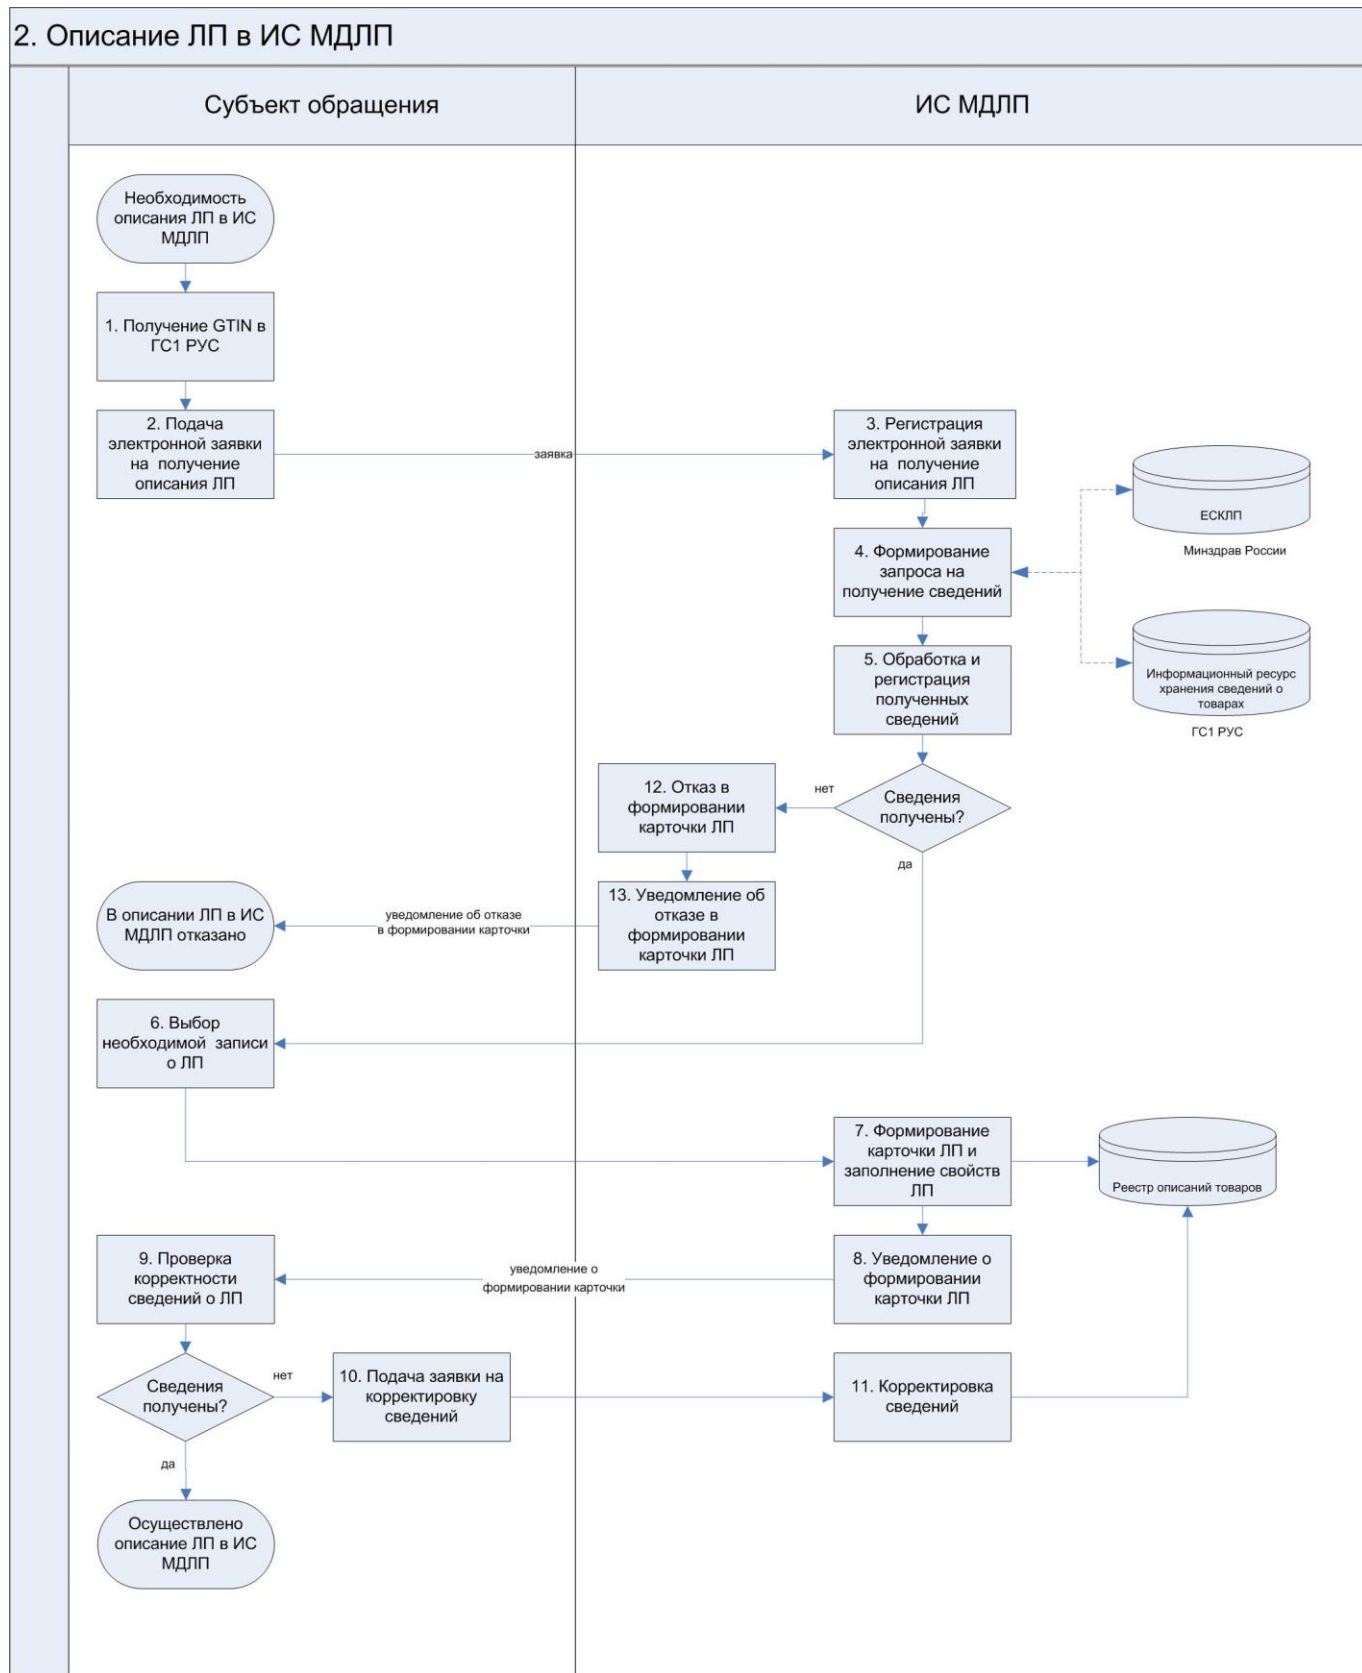 2. Описание ЛП в ИС МДЛП
Субъект обращения
ИС МДЛП
Необходимость
описания ЛП в ИС
МДЛП
1. Получение GTIN в
ГС1 РУС
2. Подача
электронной заявки
на получение
описания ЛП
заявка
3. Регистрация
электронной заявки
на получение
описания ЛП
ЕСКЛП
Минздрав России
4. Формирование
запроса на
получение сведений
5. Обработка и
регистрация
полученных
сведений
Информационный ресурс
хранения сведений о
товарах
ГС1 РУС
Сведения
получены?
нет
да
12. Отказ в
формировании
карточки ЛП
13. Уведомление об
отказе в
формировании
карточки ЛП
уведомление об отказе
в формировании карточки
В описании ЛП в ИС
МДЛП отказано
6. Выбор
необходимой записи
о ЛП
7. Формирование
карточки ЛП и
заполнение свойств
ЛП
Реестр описаний товаров
8. Уведомление о
формировании
карточки ЛП
уведомление о
формировании карточки
9. Проверка
корректности
сведений о ЛП
Сведения
получены?
нет
да
10. Подача заявки на
корректировку
сведений
11. Корректировка
сведений
Осуществлено
описание ЛП в ИС
МДЛП